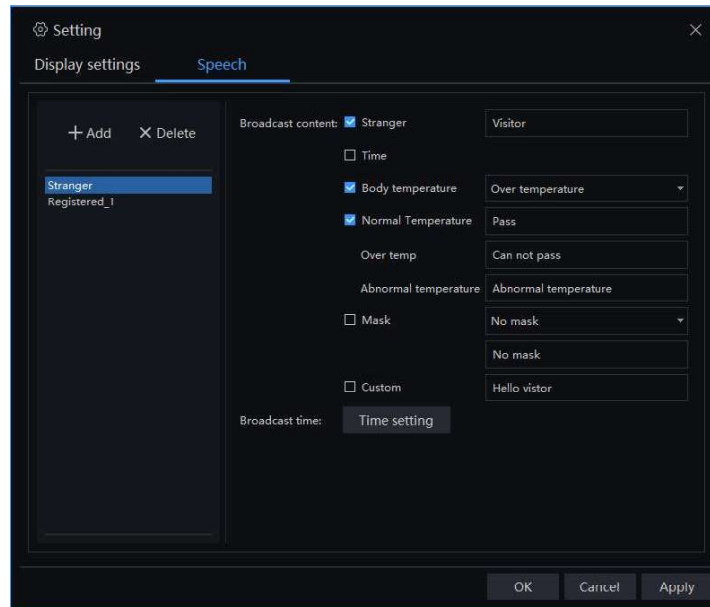 Setting
Display settings Speech
Add Delete
Stranger
Registered_1
Broadcast content: Stranger Visitor
Time
Body temperature Over temperature
Normal Temperature Pass
Over temp Can not pass
Abnormal temperature Abnormal temperature
Mask No mask
No mask
Custom Hello vistor
Broadcast time: Time setting
OK Cancel Apply